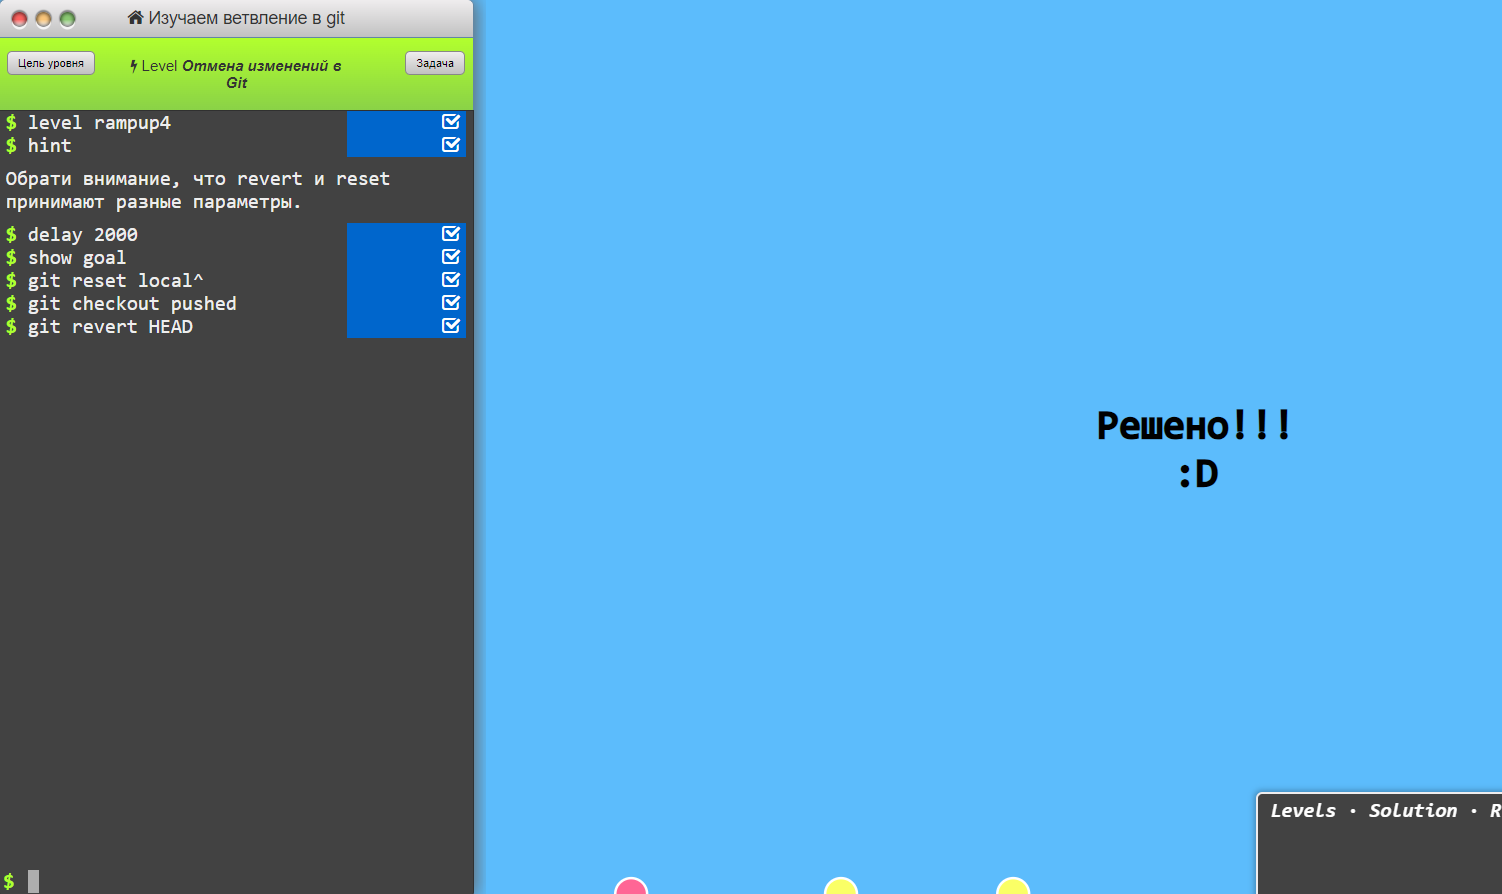 Изучаем ветвление в git
Цель уровня
Level Отмена изменений в
Git
Задача
$ level rampup4
$ hint
Обрати внимание, что revert и reset
принимают разные параметры.
$ delay 2000
$ show goal
$ git reset local^
$ git checkout pushed
$ git revert HEAD
$
Решено!!!
:D
Levels · Solution · R